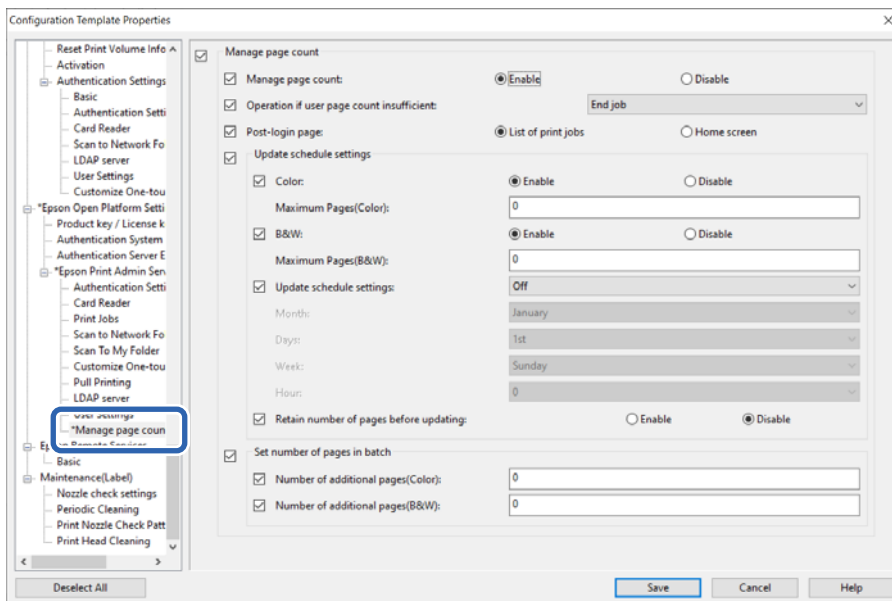 Configuration Template Properties
Reset Print Volume Info
Activation
Authentication Settings
Basic
Authentication Setti
Card Reader
Scan to Network Fo
LDAP server
User Settings
Customize One-tou
*Epson Open Platform Setti
Product key / License k
Authentication System
Authentication Server E
*Epson Print Admin Serv
Authentication Setti
Card Reader
Print Jobs
Scan to Network Fo
Scan To My Folder
Customize One-tou
Pull Printing
LDAP server
User Settings
*Manage page coun
Epson Remote Services
Basic
Maintenance(Label)
Nozzle check settings
Periodic Cleaning
Print Nozzle Check Patt
Print Head Cleaning
Manage page count
Manage page count: Enable Disable
Operation if user page count insufficient: End job
Post-login page: List of print jobs Home screen
Update schedule settings
Color: Enable Disable
Maximum Pages(Color): 0
B&W: Enable Disable
Maximum Pages(B&W): 0
Update schedule settings: Off
Month: January
Days: 1st
Week: Sunday
Hour: 0
Retain number of pages before updating: Enable Disable
Set number of pages in batch
Number of additional pages(Color): 0
Number of additional pages(B&W): 0
Deselect All Save Cancel Help